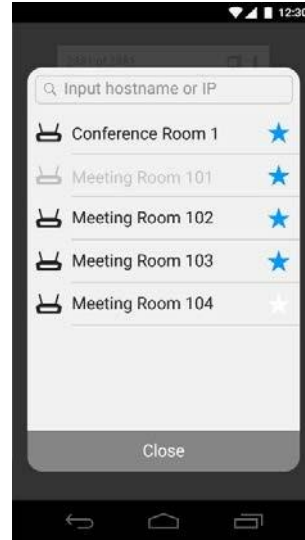 12:30
Input hostname or IP
Conference Room 1
Meeting Room 101
Meeting Room 102
Meeting Room 103
Meeting Room 104
Close